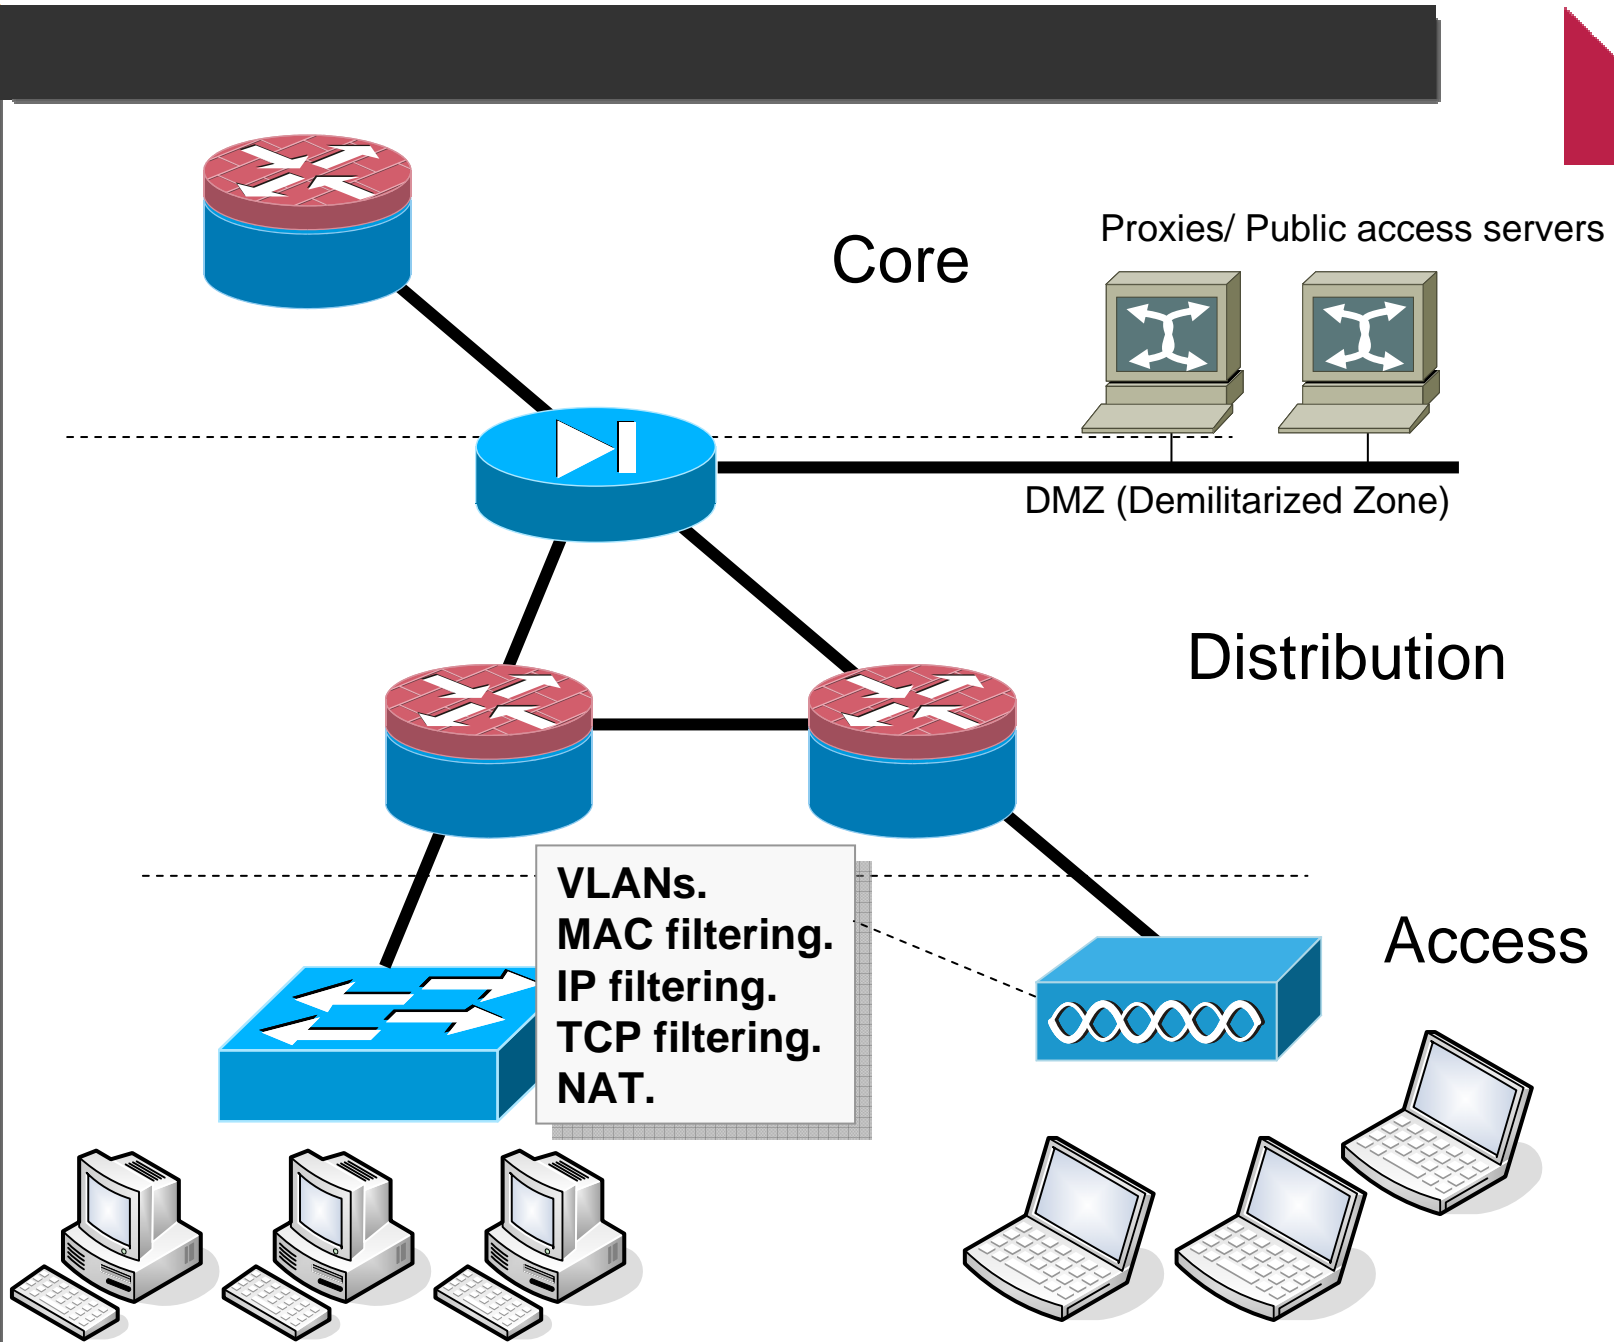 Proxies/ Public access servers
Core
DMZ (Demilitarized Zone)
Distribution
VLANs.
MAC filtering.
IP filtering.
TCP filtering.
NAT.
Access